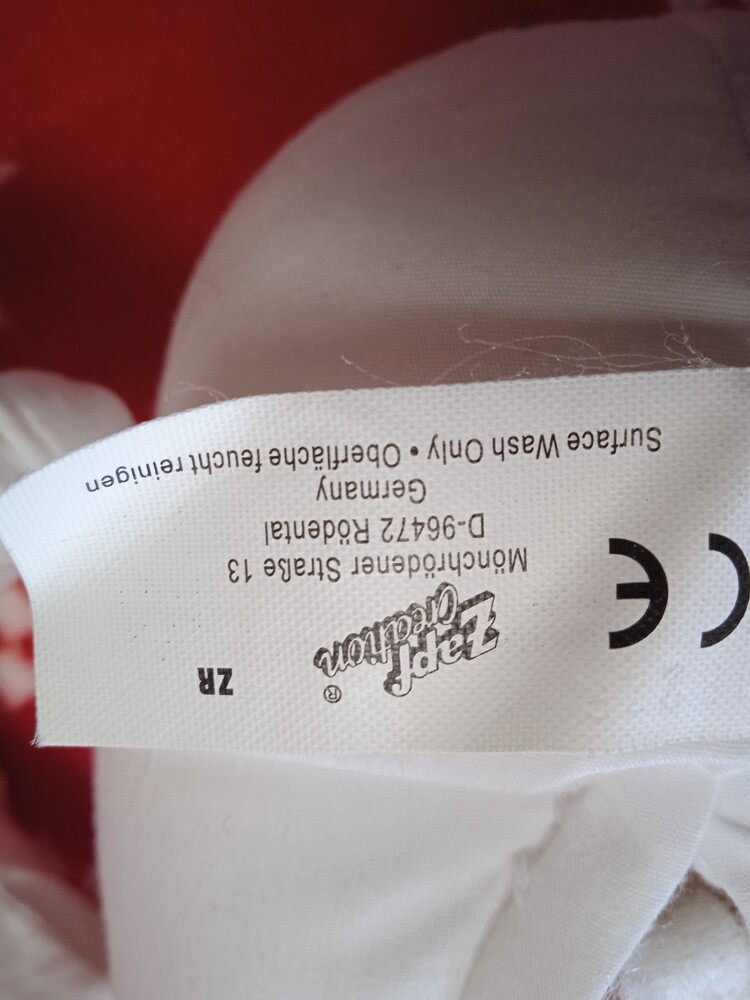 ZR
Zapf
Creation®
CE
Mönchrödener Straße 13
D-96472 Rödental
Germany
Surface Wash Only • Oberfläche feucht reinigen